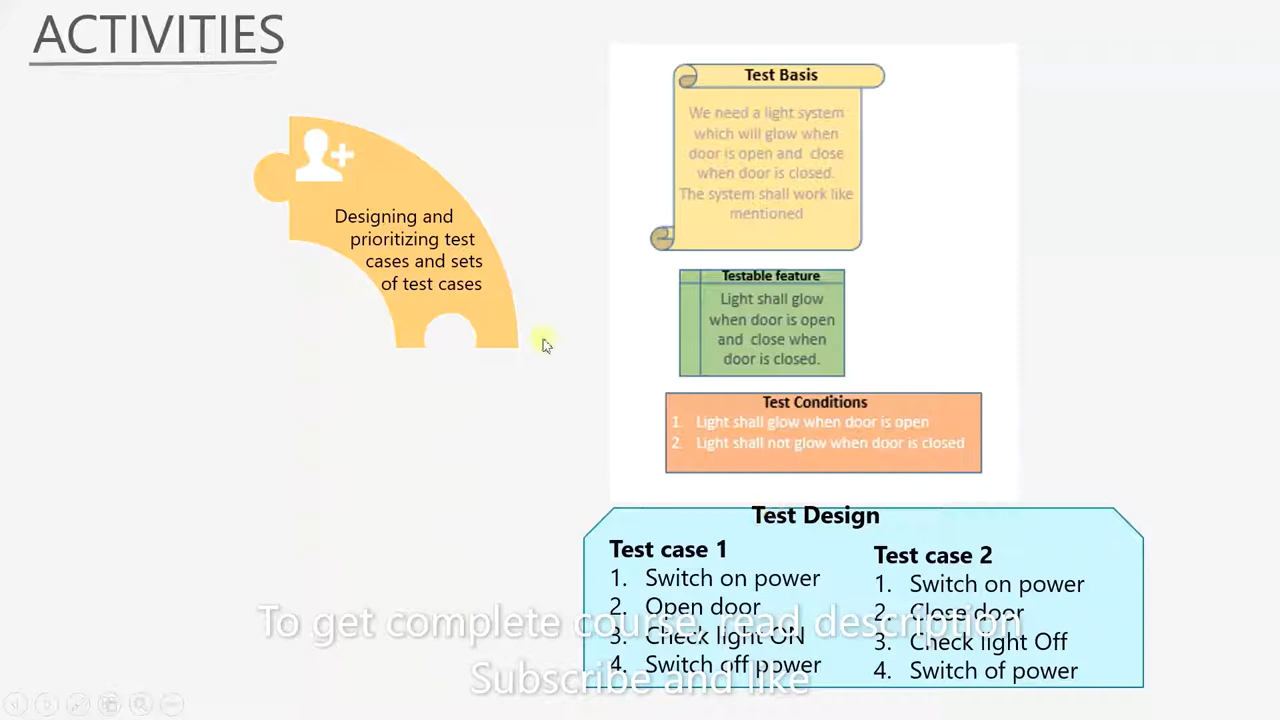 ACTIVITIES
Designing and
prioritizing test
cases and sets
of test cases
Test Basis
We need a light system
which will glow when
door is open and close
when door is closed.
The system shall work like
mentioned
Testable feature
Light shall glow
when door is open
and close when
door is closed.
Test Conditions
1. Light shall glow when door is open
2. Light shall not glow when door is closed
Test Design
Test case 1
1. Switch on power
2. Open door
3. Check light ON
4. Switch off power
Test case 2
1. Switch on power
2. Close door
3. Check light Off
4. Switch of power
To get complete course, read description
Subscribe and like